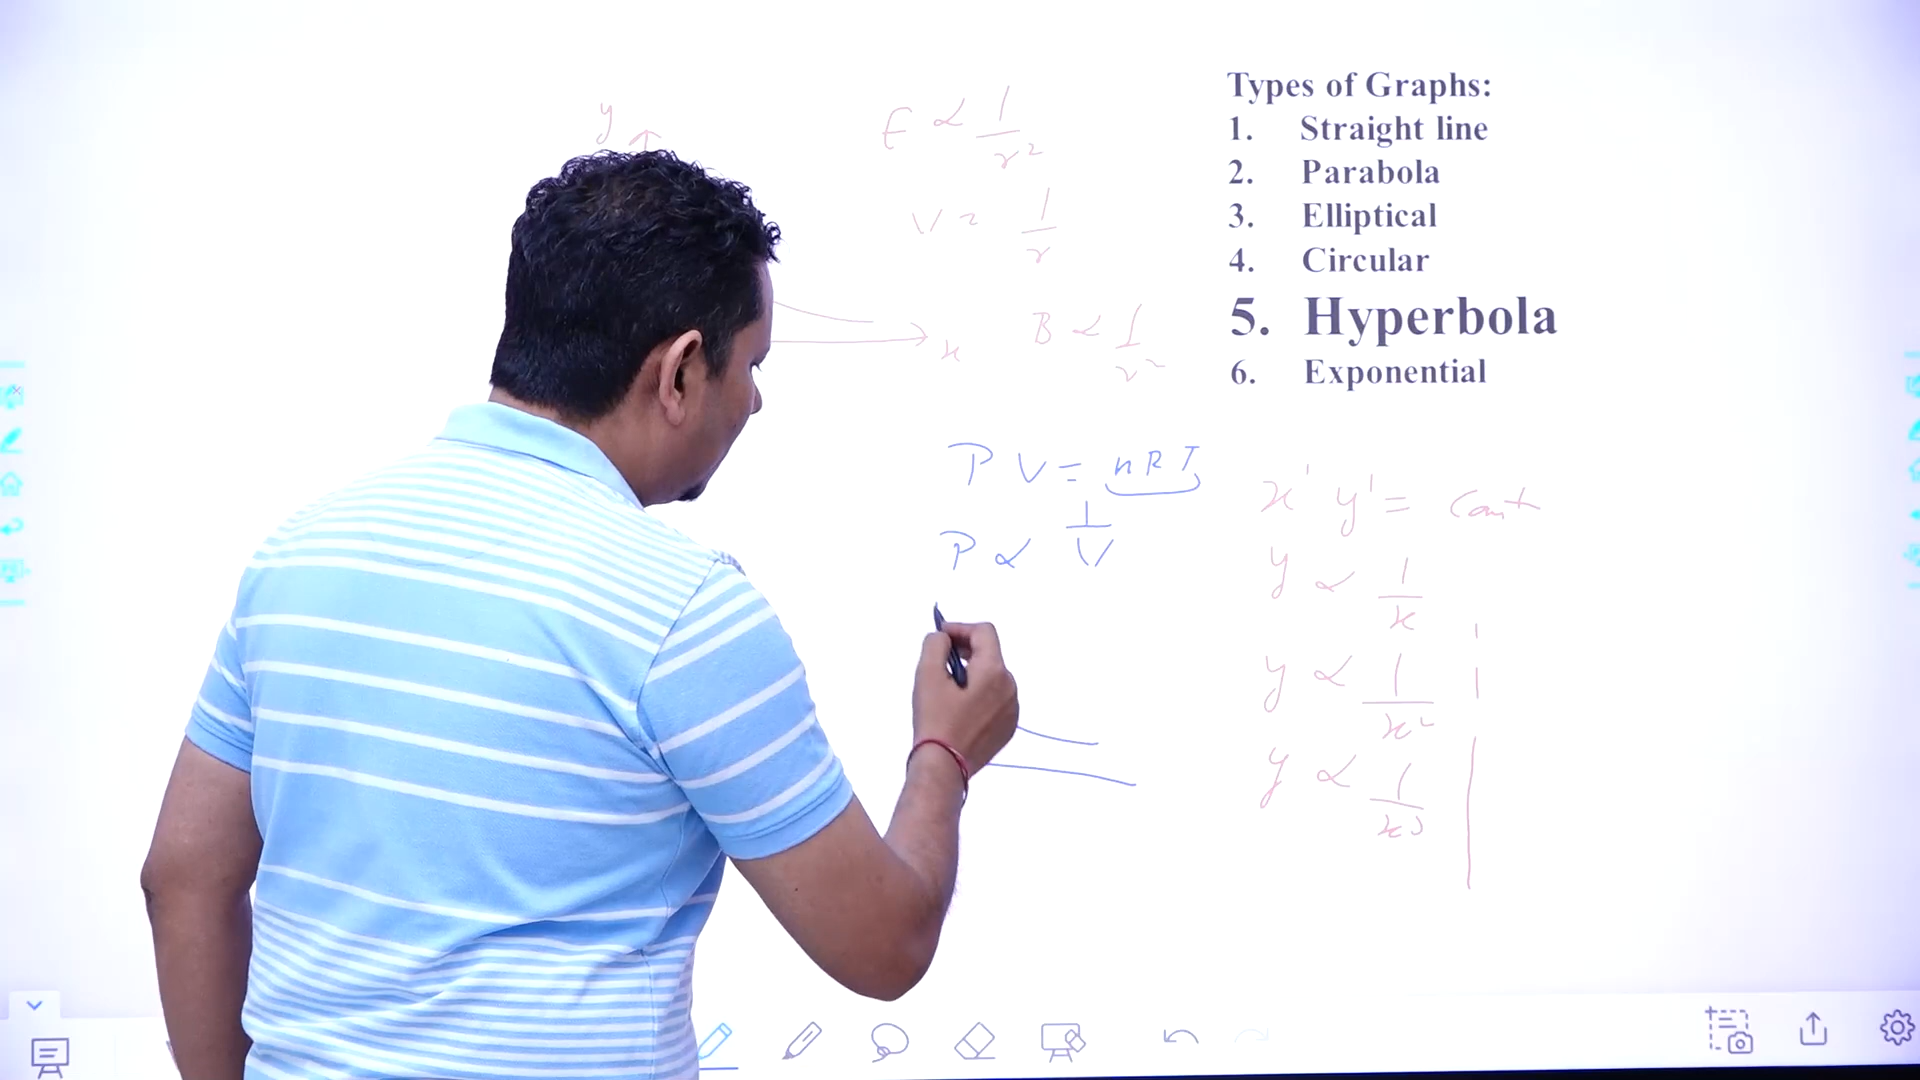 Types of Graphs:
1. Straight line
2. Parabola
3. Elliptical
4. Circular
5. Hyperbola
6. Exponential
y
x
E ∝ 1/r²
V = 1/r
B ∝ 1/r²
PV = nRT
P ∝ 1/V
x' y' = Const
y ∝ 1/x
y ∝ 1/x²
y ∝ 1/x³